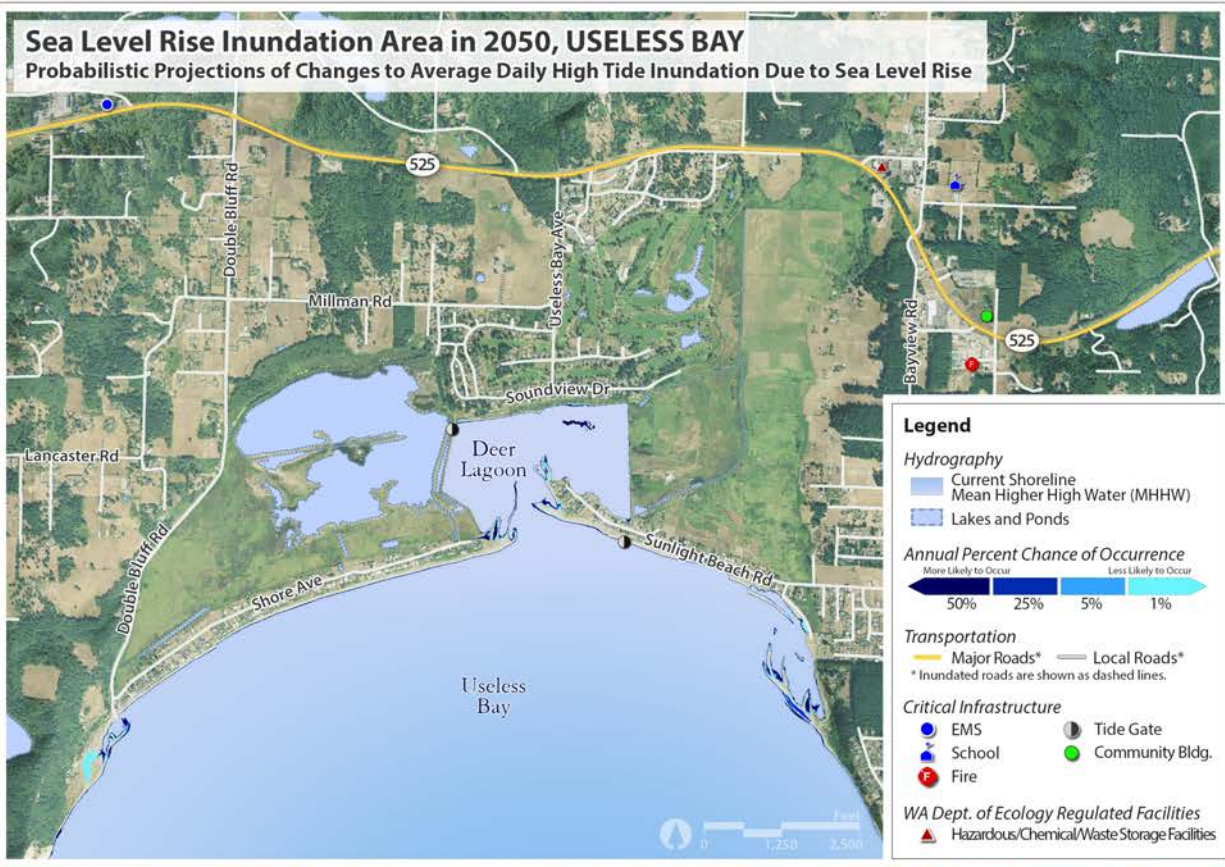 Sea Level Rise Inundation Area in 2050, USELESS BAY
Probabilistic Projections of Changes to Average Daily High Tide Inundation Due to Sea Level Rise
525
Double Bluff Rd
Useless Bay Ave
Millman Rd
Bayview Rd
525
Soundview Dr
Lancaster Rd
Deer
Lagoon
Double Bluff Rd
Shore Ave
Sunlight Beach Rd
Useless
Bay
Feet
0 1,250 2,500
Legend
Hydrography
Current Shoreline
Mean Higher High Water (MHHW)
Lakes and Ponds
Annual Percent Chance of Occurrence
More Likely to Occur Less Likely to Occur
50% 25% 5% 1%
Transportation
Major Roads* Local Roads*
* Inundated roads are shown as dashed lines.
Critical Infrastructure
EMS Tide Gate
School Community Bldg.
F Fire
WA Dept. of Ecology Regulated Facilities
Hazardous/Chemical/Waste Storage Facilities
F